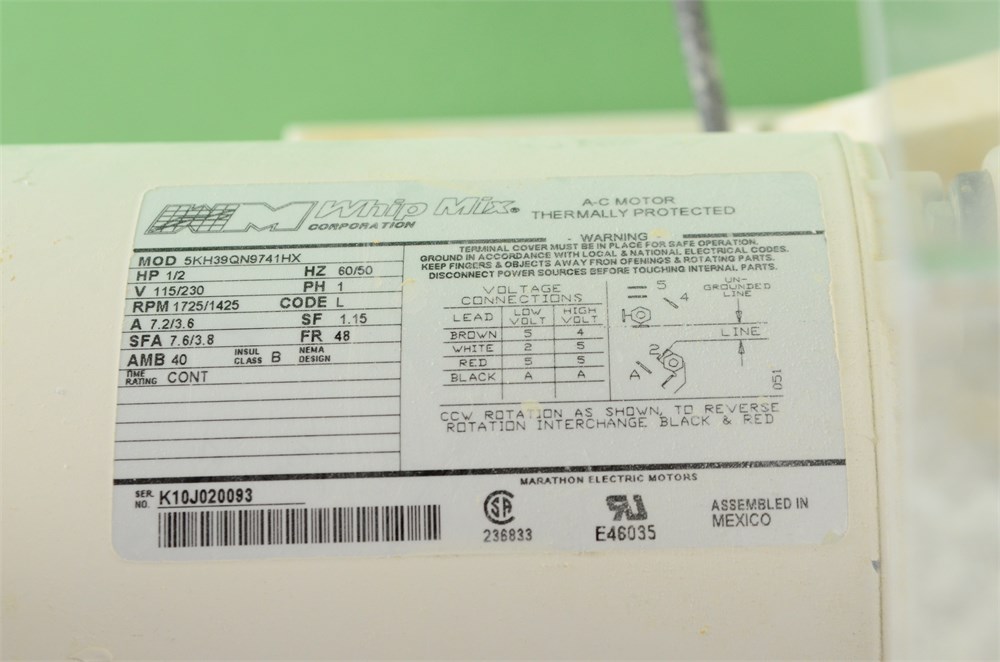 Whip Mix®
CORPORATION
A-C MOTOR
THERMALLY PROTECTED
MOD 5KH39QN9741HX
HP 1/2 HZ 60/50
V 115/230 PH 1
RPM 1725/1425 CODE L
A 7.2/3.6 SF 1.15
SFA 7.6/3.8 FR 48
AMB 40 INSUL CLASS B NEMA DESIGN
TIME RATING CONT
- WARNING -
TERMINAL COVER MUST BE IN PLACE FOR SAFE OPERATION.
GROUND IN ACCORDANCE WITH LOCAL & NATIONAL ELECTRICAL CODES.
KEEP FINGERS & OBJECTS AWAY FROM OPENINGS & ROTATING PARTS.
DISCONNECT POWER SOURCES BEFORE TOUCHING INTERNAL PARTS.
VOLTAGE
CONNECTIONS
LEAD LOW VOLT HIGH VOLT
BROWN 5 4
WHITE 2 5
RED 5 5
BLACK A A
5
4
UN-
GROUNDED
LINE
LINE
2
A
051
CCW ROTATION AS SHOWN, TO REVERSE
ROTATION INTERCHANGE BLACK & RED
MARATHON ELECTRIC MOTORS
SER. NO. K10J020093
SA
236833
E46035
ASSEMBLED IN
MEXICO